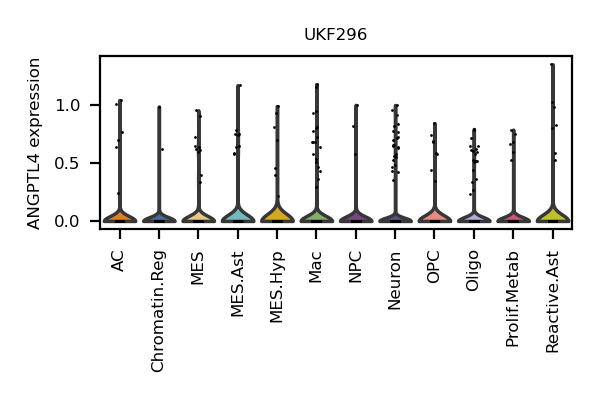 UKF296
ANGPTL4 expression
1.0
0.5
0.0
AC
Chromatin.Reg
MES
MES.Ast
MES.Hyp
Mac
NPC
Neuron
OPC
Oligo
Prolif.Metab
Reactive.Ast